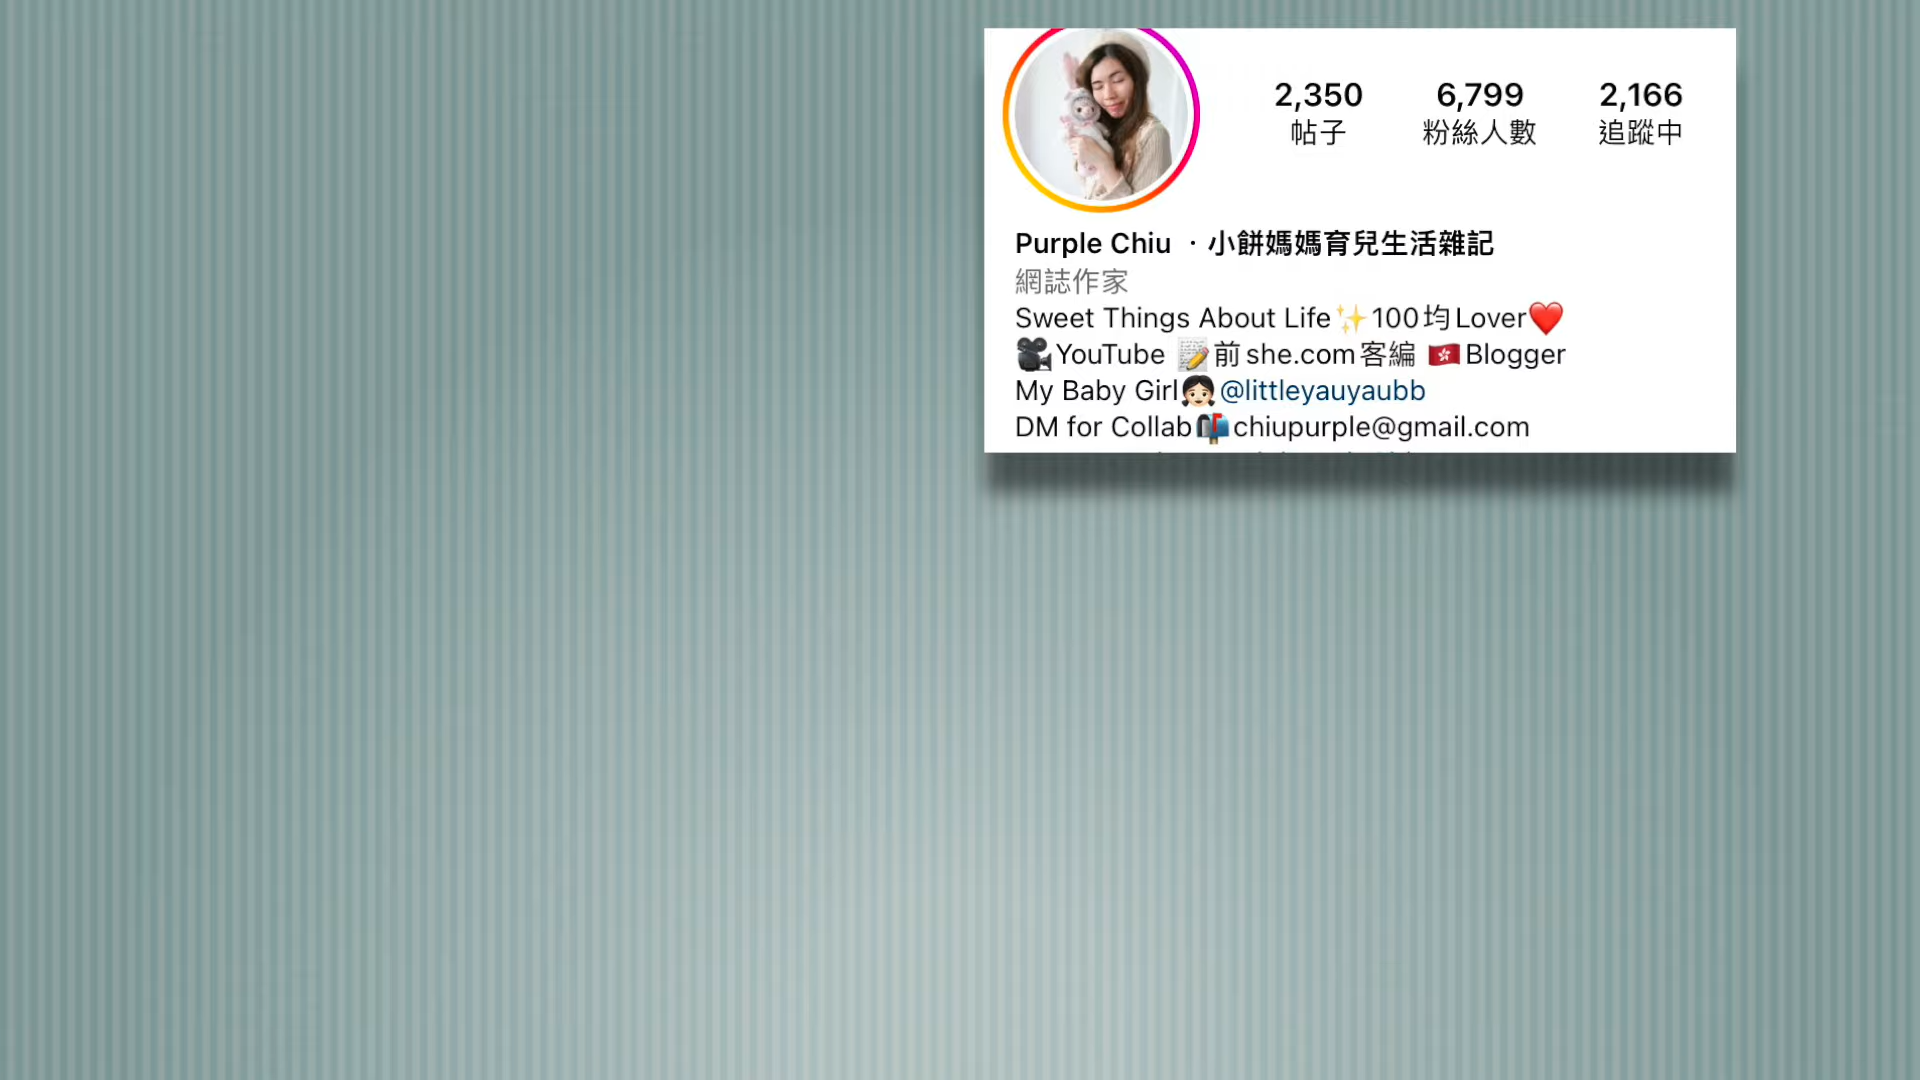 2,350 6,799 2,166
帖子 粉絲人數 追蹤中
Purple Chiu ・小餅媽媽育兒生活雜記
網誌作家
Sweet Things About Life✨100均Lover❤️
🎥YouTube 📝前she.com客編 🇭🇰Blogger
My Baby Girl👧🏻@littleyauyaubb
DM for Collab📬chiupurple@gmail.com